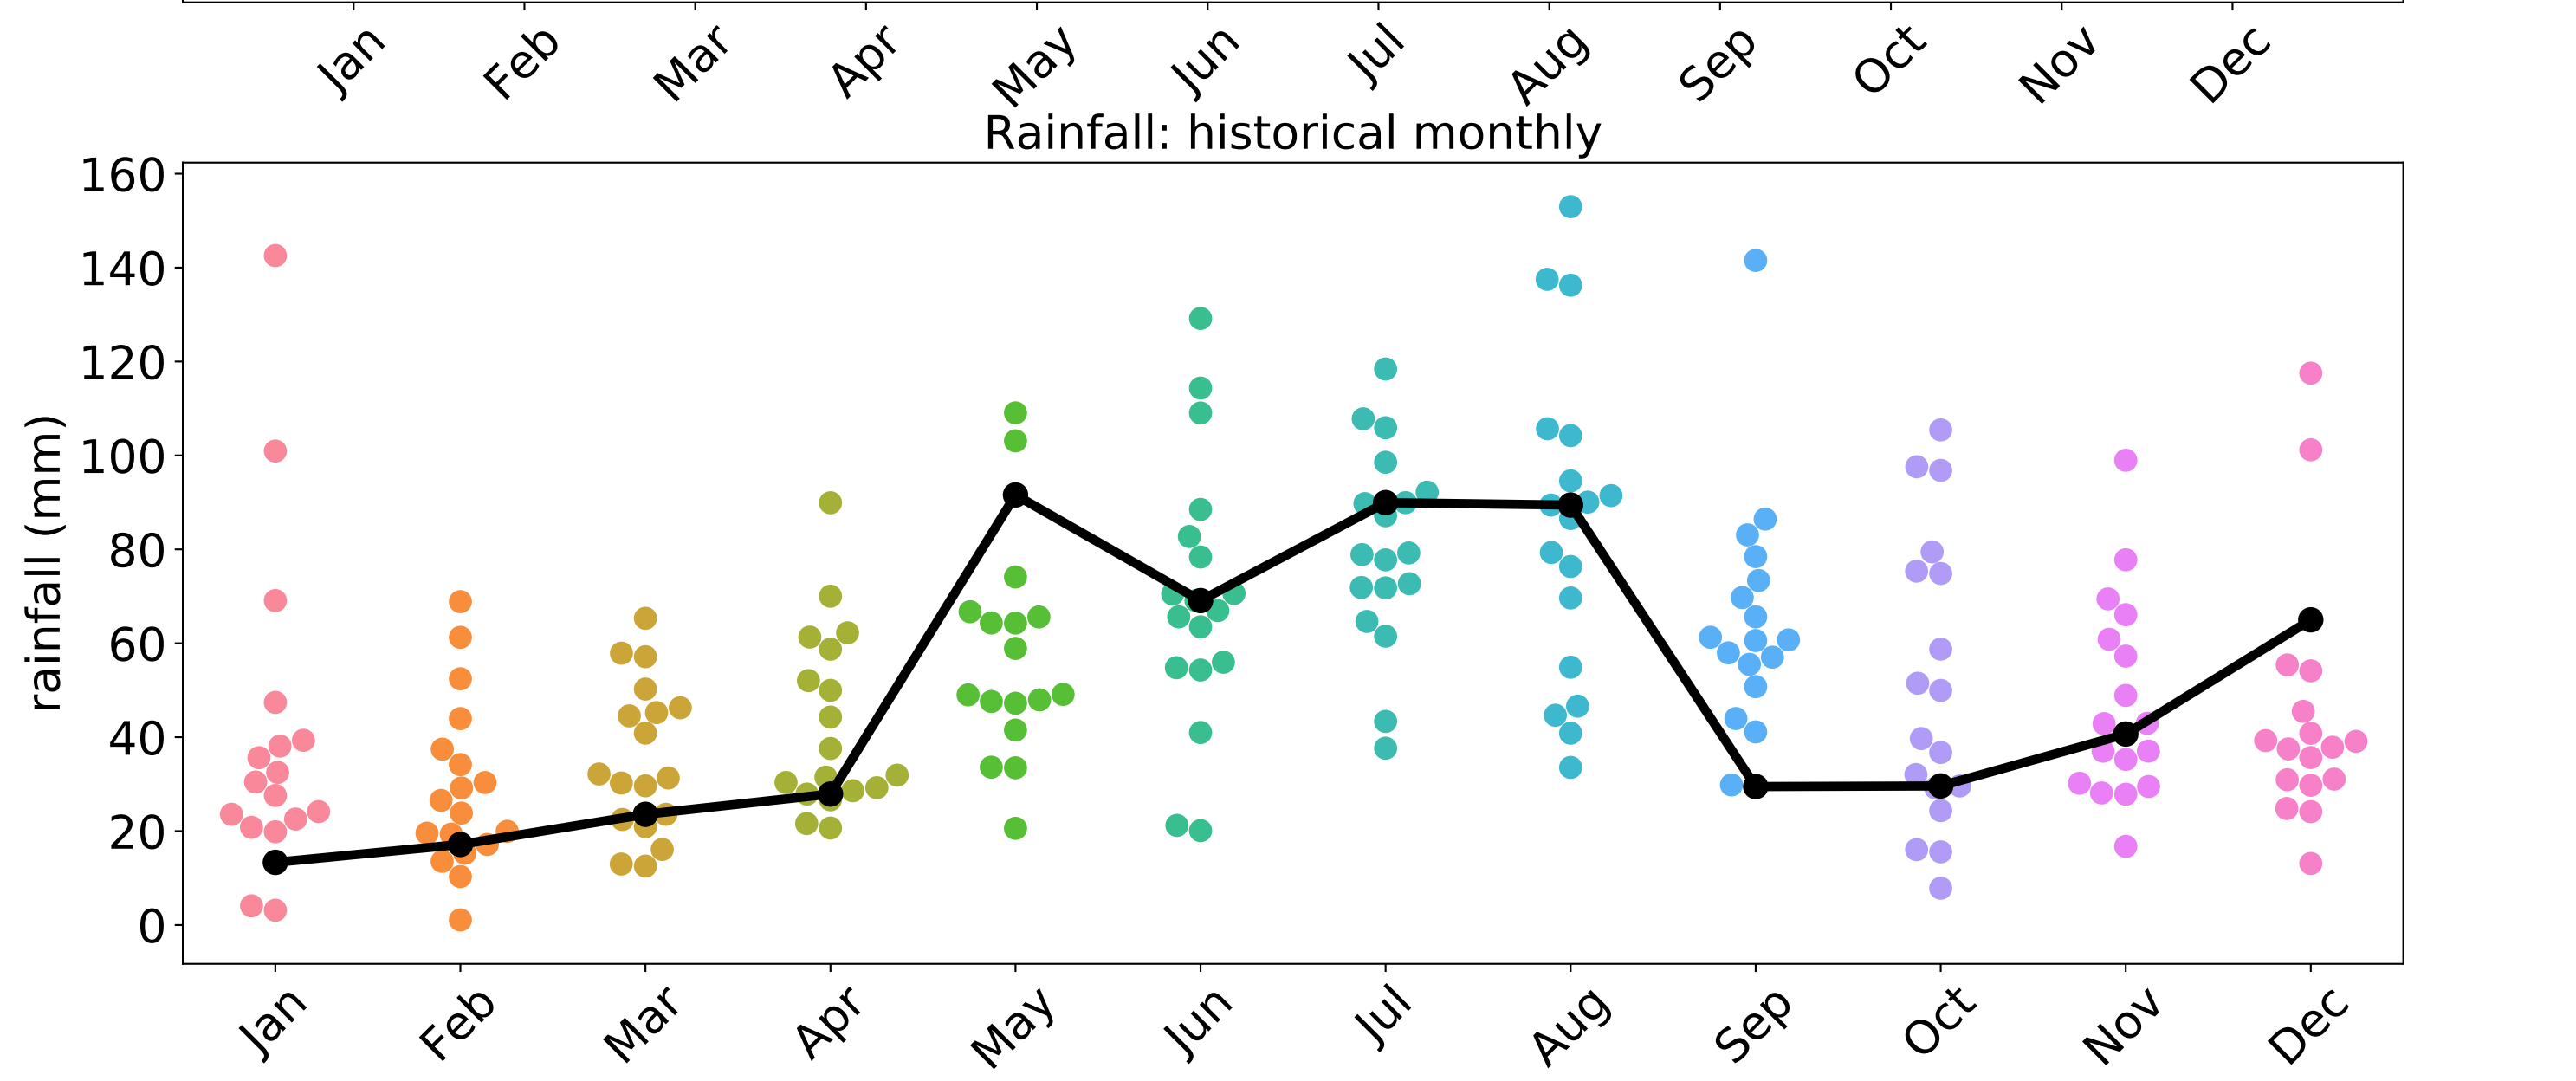 Jan Feb Mar Apr May Jun Jul Aug Sep Oct Nov Dec
Rainfall: historical monthly
160
140
120
100
80
60
40
20
0
rainfall (mm)
Jan Feb Mar Apr May Jun Jul Aug Sep Oct Nov Dec